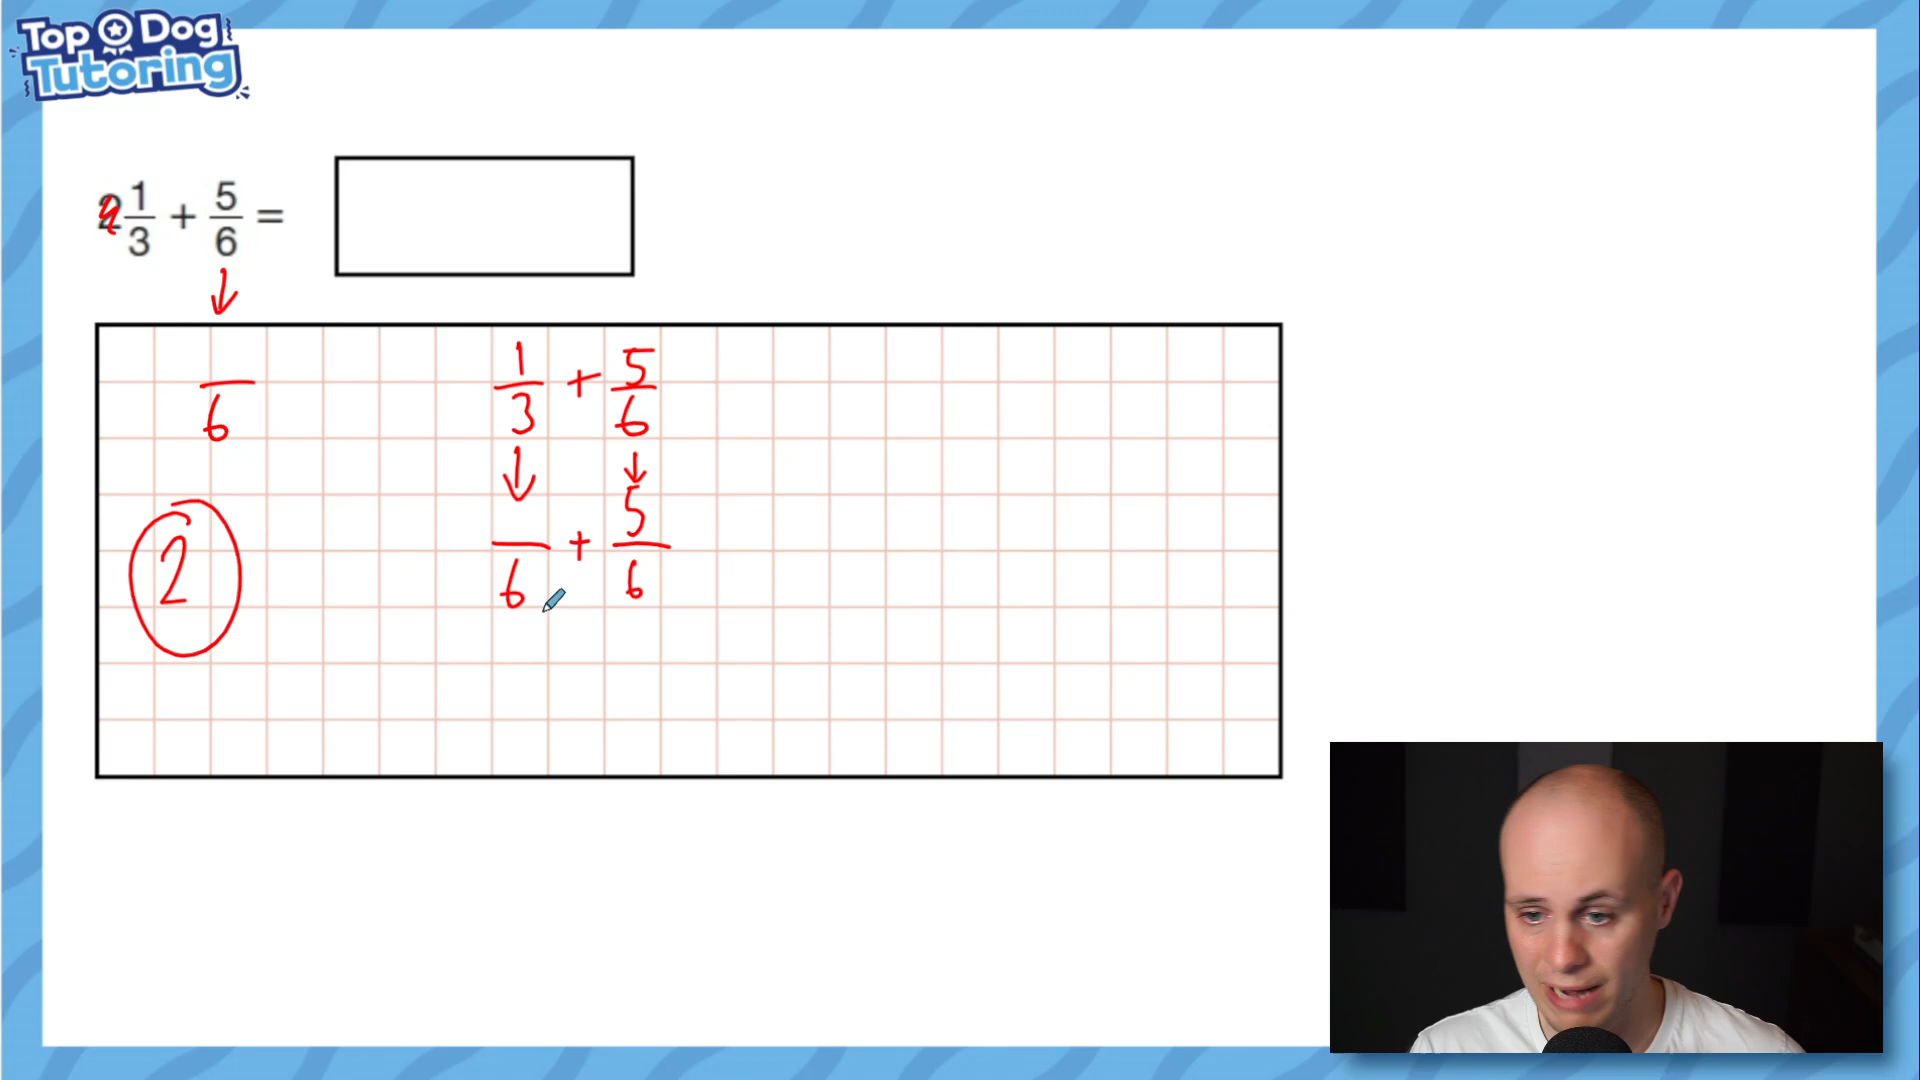 Top Dog
Tutoring
2 1/3 + 5/6 =
1/3 + 5/6
6
5
6 + 6
2